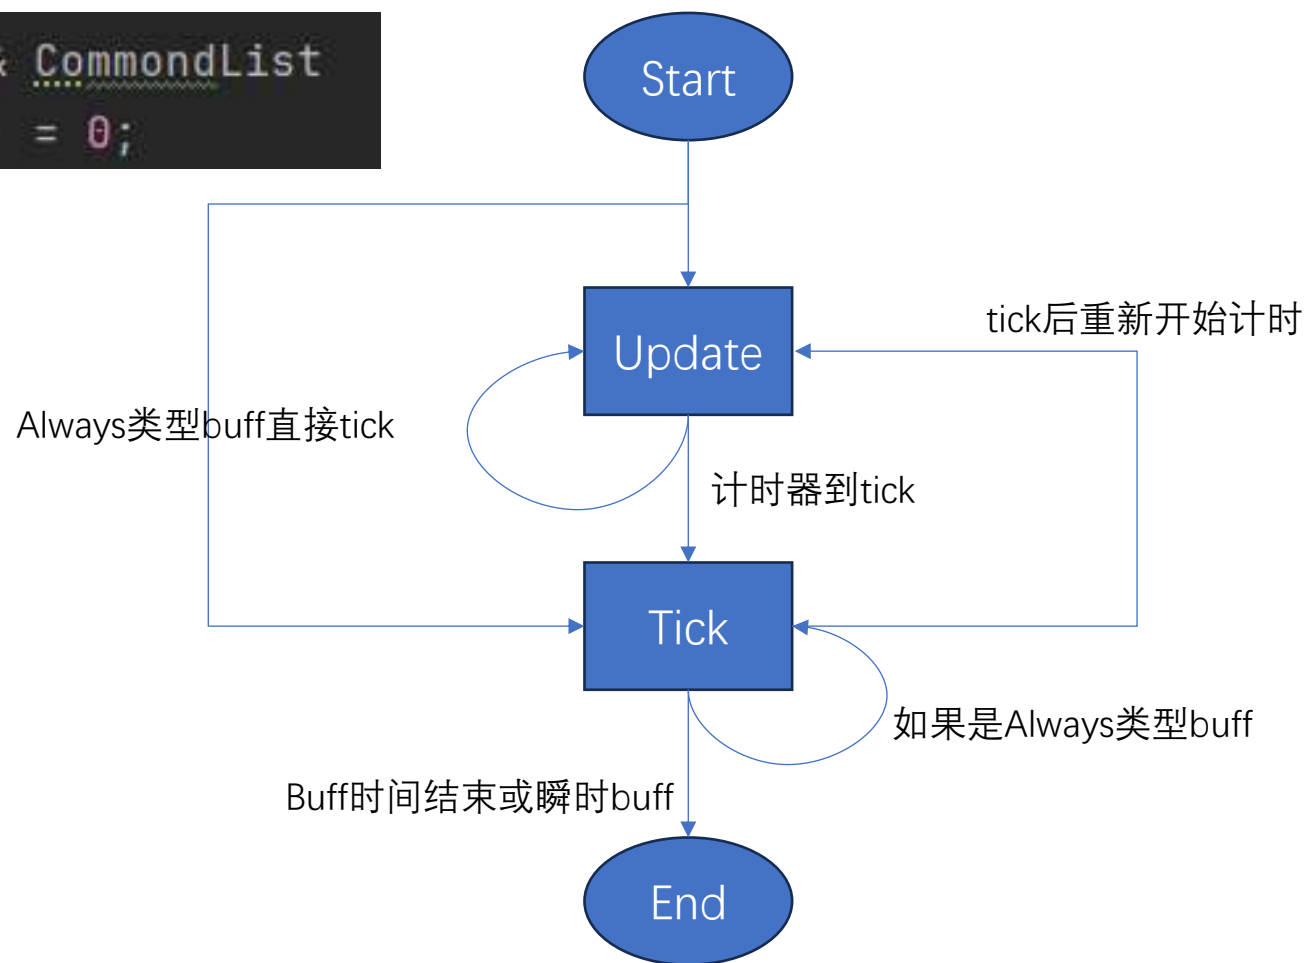 CommondList
= 0;
Start
Update
tick后重新开始计时
Always类型buff直接tick
计时器到tick
Tick
如果是Always类型buff
Buff时间结束或瞬时buff
End